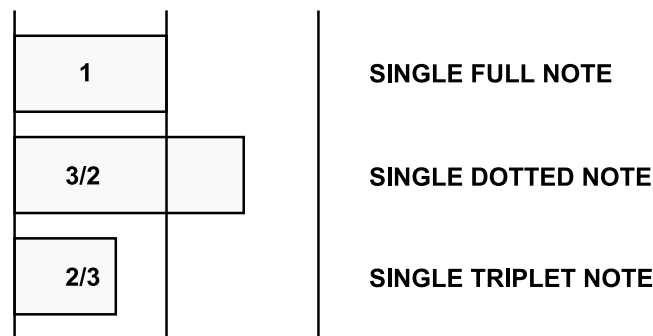 1 SINGLE FULL NOTE
3/2 SINGLE DOTTED NOTE
2/3 SINGLE TRIPLET NOTE